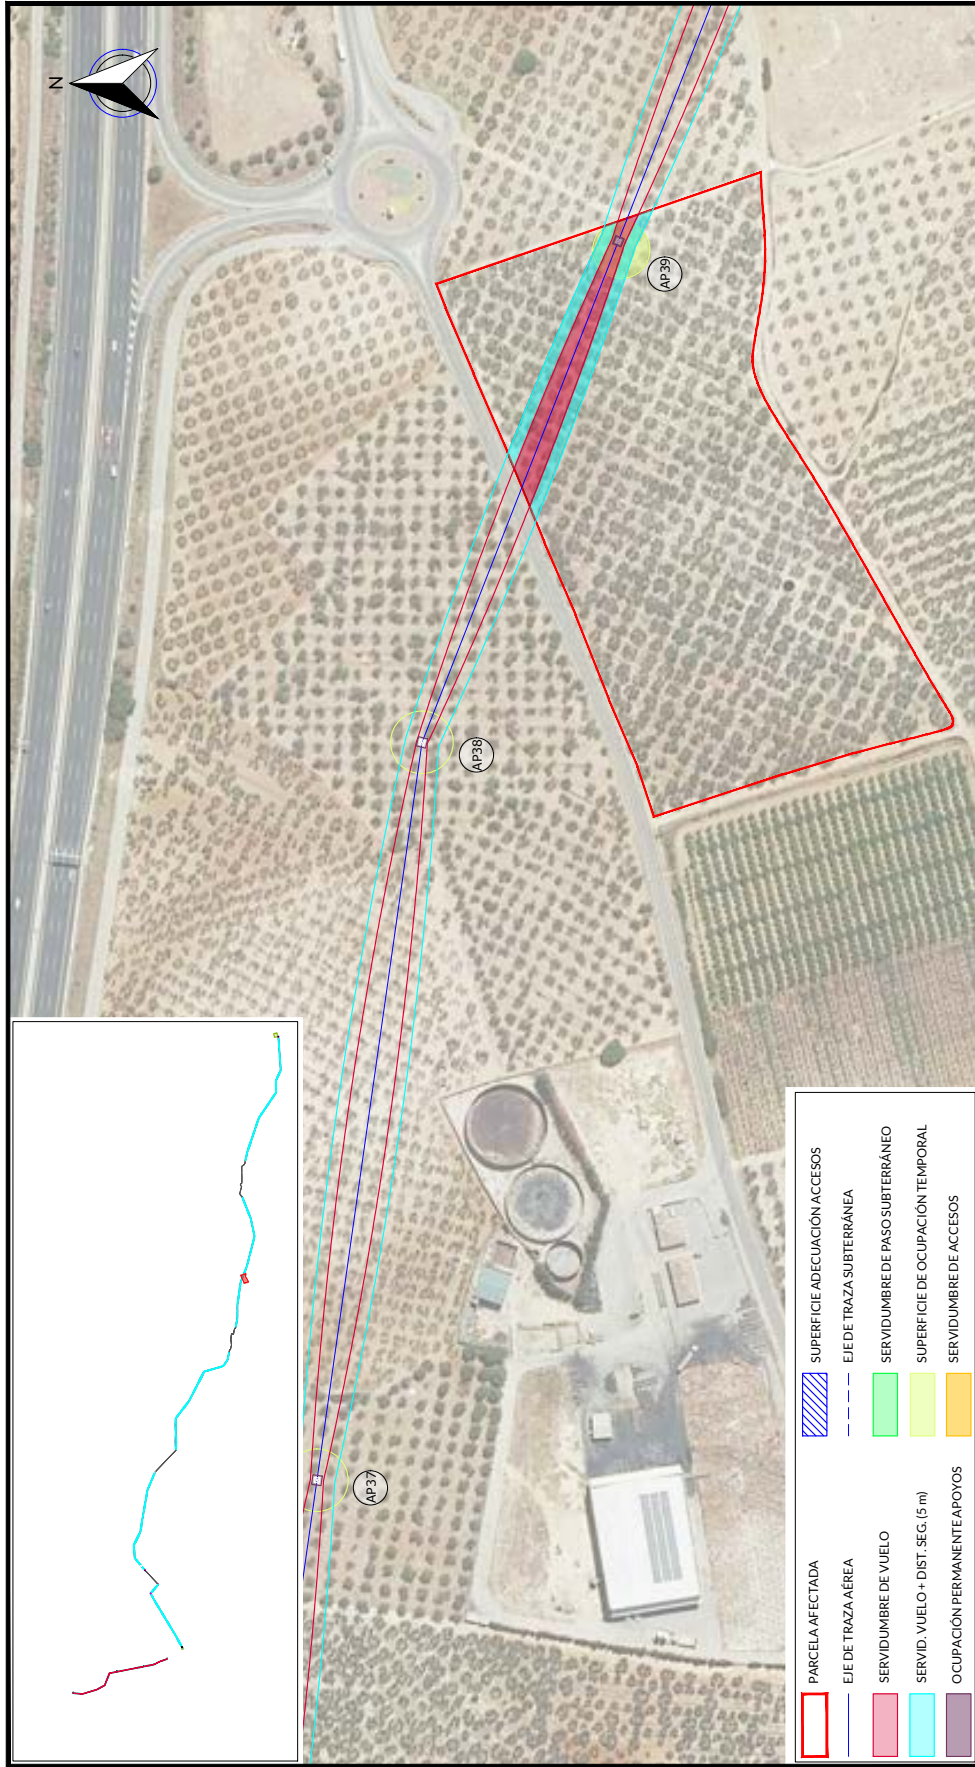 N
AP39
AP38
AP37
PARCELA AFECTADA
EJE DE TRAZA AÉREA
SERVIDUMBRE DE VUELO
SERVID. VUELO + DIST. SEG. (5 m)
OCUPACIÓN PERMANENTE APOYOS
SUPERFICIE ADECUACIÓN ACCESOS
EJE DE TRAZA SUBTERRÁNEA
SERVIDUMBRE DE PASO SUBTERRÁNEO
SUPERFICIE DE OCUPACIÓN TEMPORAL
SERVIDUMBRE DE ACCESOS